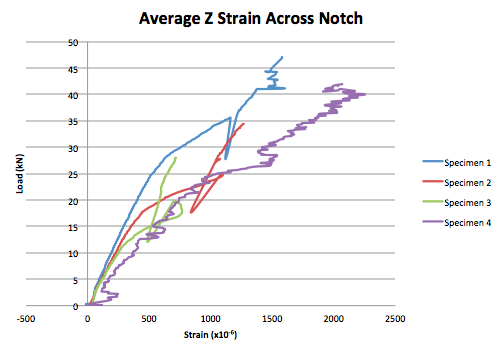 Average Z Strain Across Notch
Load (kN)
50
45
40
35
30
25
20
15
10
5
0
-500 0 500 1000 1500 2000 2500
Strain (x10⁻⁶)
Specimen 1
Specimen 2
Specimen 3
Specimen 4